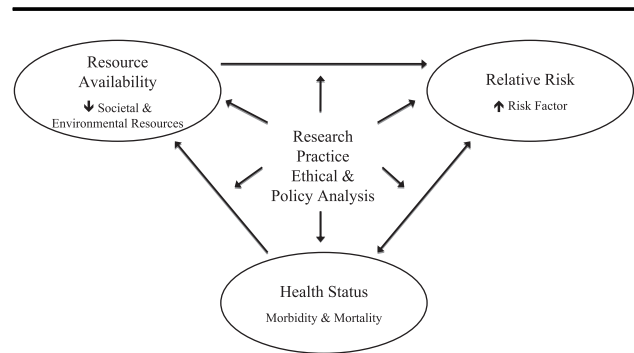 Resource
Availability
↓ Societal &
Environmental Resources
Relative Risk
↑ Risk Factor
Research
Practice
Ethical &
Policy Analysis
Health Status
Morbidity & Mortality